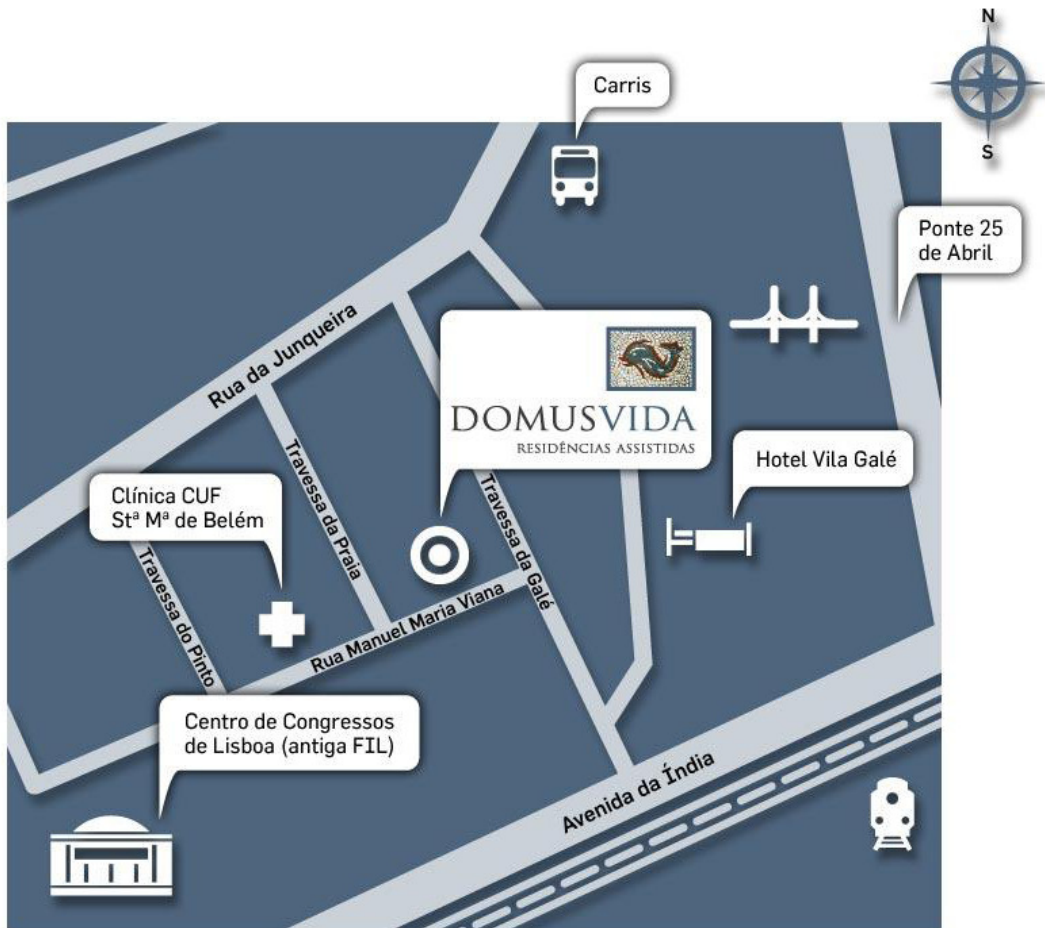 N
S
Carris
Ponte 25
de Abril
Rua da Junqueira
DOMUSVIDA
RESIDÊNCIAS ASSISTIDAS
Hotel Vila Galé
Clínica CUF
Stª Mª de Belém
Travessa da Praia
Travessa da Galé
Travessa do Pinto
Rua Manuel Maria Viana
Centro de Congressos
de Lisboa (antiga FIL)
Avenida da Índia